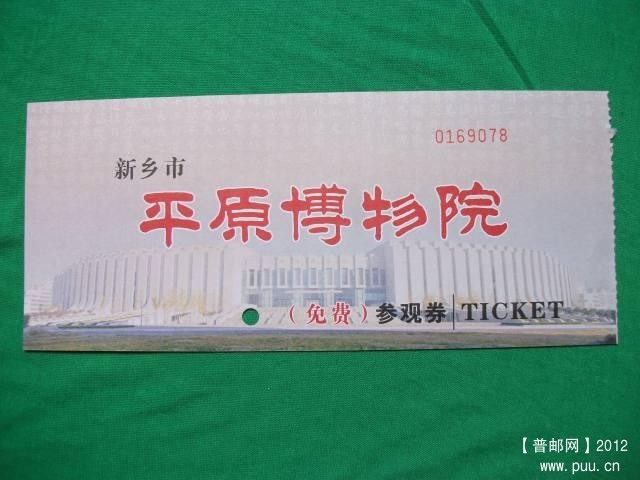 0169078
新乡市
平原博物院
（免费）参观券 TICKET
【普邮网】2012
www.puu.cn